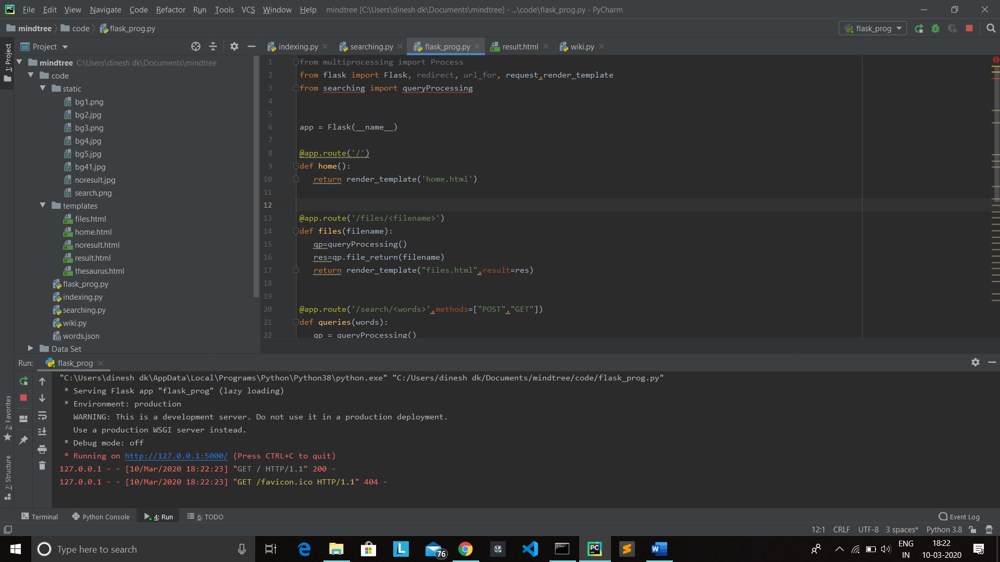 File Edit View Navigate Code Refactor Run Tools VCS Window Help mindtree [C:\Users\dinesh dk\Documents\mindtree] - ...\code\flask_prog.py - PyCharm
mindtree code flask_prog.py
flask_prog
1: Project
Project
indexing.py searching.py flask_prog.py result.html wiki.py
mindtree C:\Users\dinesh dk\Documents\mindtree
code
static
bg1.png
bg2.jpg
bg3.png
bg4.jpg
bg5.jpg
bg41.jpg
noresult.jpg
search.png
templates
files.html
home.html
noresult.html
result.html
thesaurus.html
flask_prog.py
indexing.py
searching.py
wiki.py
words.json
Data Set
1 from multiprocessing import Process
2 from flask import Flask, redirect, url_for, request,render_template
3 from searching import queryProcessing
4
5
6 app = Flask(__name__)
7
8 @app.route('/')
9 def home():
10 return render_template('home.html')
11
12
13 @app.route('/files/<filename>')
14 def files(filename):
15 qp=queryProcessing()
16 res=qp.file_return(filename)
17 return render_template("files.html",result=res)
18
19
20 @app.route('/search/<words>',methods=["POST","GET"])
21 def queries(words):
22 qp = queryProcessing()
Run: flask_prog
"C:\Users\dinesh dk\AppData\Local\Programs\Python\Python38\python.exe" "C:/Users/dinesh dk/Documents/mindtree/code/flask_prog.py"
* Serving Flask app "flask_prog" (lazy loading)
* Environment: production
WARNING: This is a development server. Do not use it in a production deployment.
Use a production WSGI server instead.
* Debug mode: off
* Running on http://127.0.0.1:5000/ (Press CTRL+C to quit)
127.0.0.1 - - [10/Mar/2020 18:22:23] "GET / HTTP/1.1" 200 -
127.0.0.1 - - [10/Mar/2020 18:22:23] "GET /favicon.ico HTTP/1.1" 404 -
2: Favorites
7: Structure
Terminal Python Console 4: Run 6: TODO Event Log
12:1 CRLF UTF-8 3 spaces* Python 3.8
Type here to search
76
ENG
IN
18:22
10-03-2020